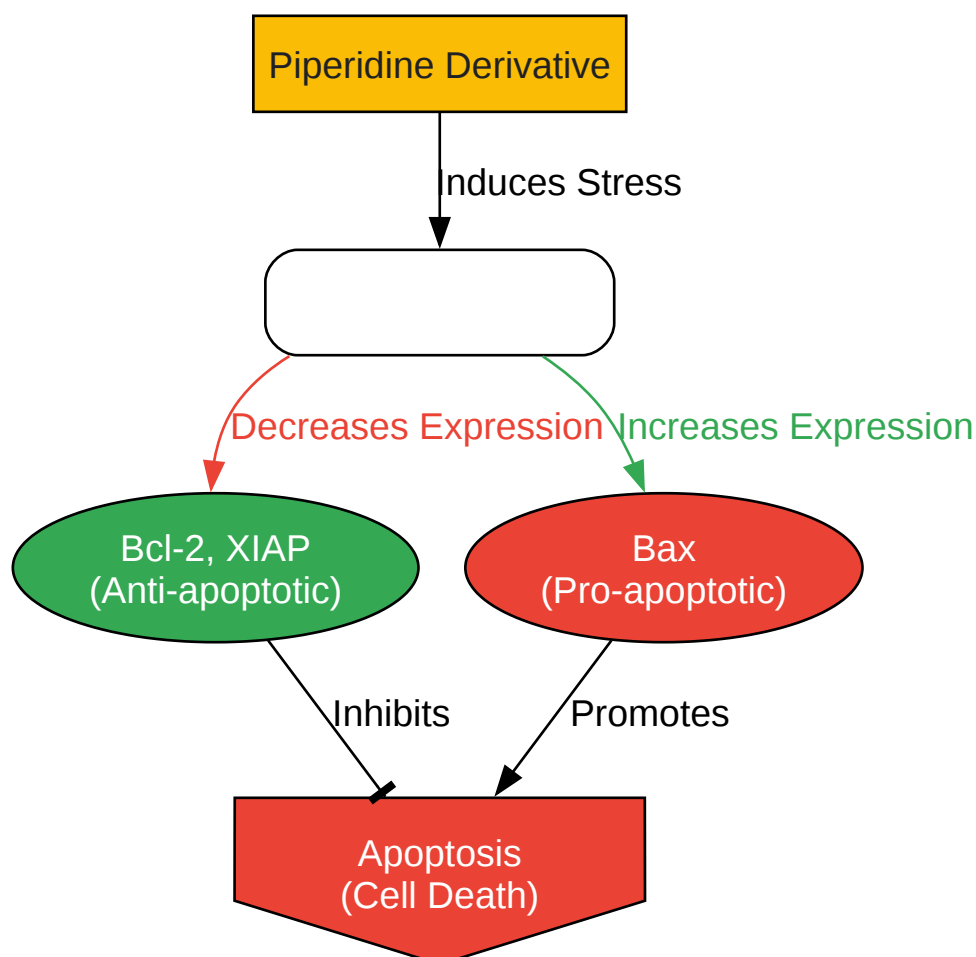 Piperidine Derivative
Induces Stress
Decreases Expression
Increases Expression
Bcl-2, XIAP
(Anti-apoptotic)
Bax
(Pro-apoptotic)
Inhibits
Promotes
Apoptosis
(Cell Death)